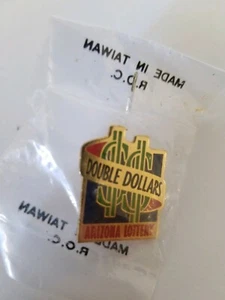 MADE IN TAIWAN
R.O.C.
DOUBLE DOLLARS
ARIZONA LOTTERY
MADE IN TAIWAN
R.O.C.